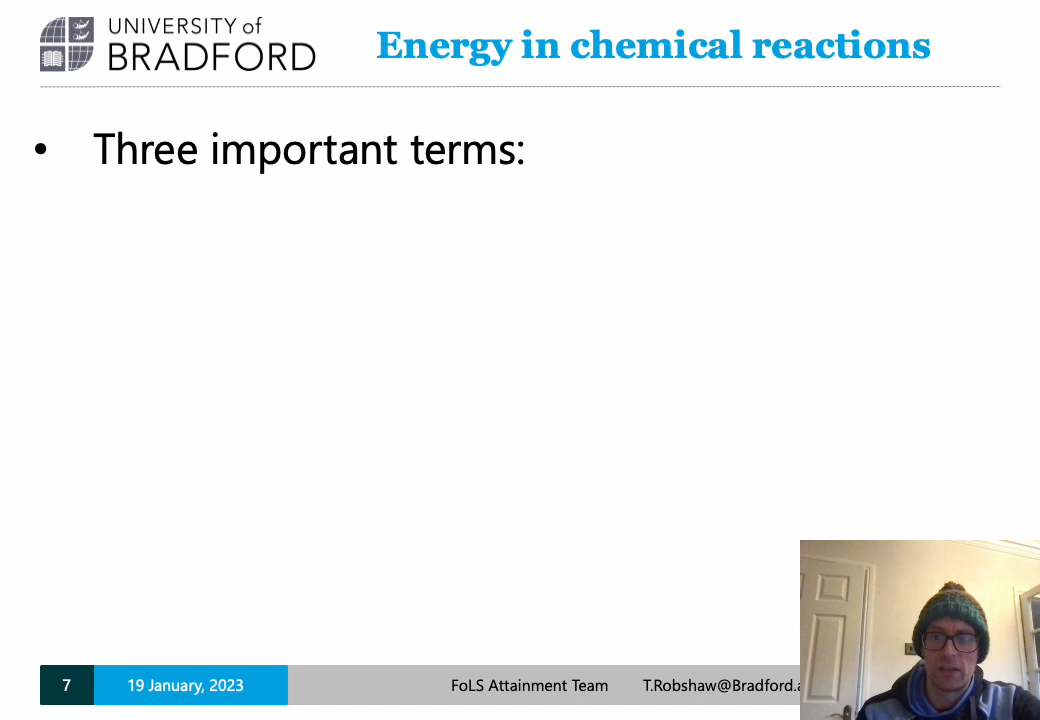 UNIVERSITY of
BRADFORD
Energy in chemical reactions
• Three important terms:
7
19 January, 2023
FoLS Attainment Team
T.Robshaw@Bradford.a